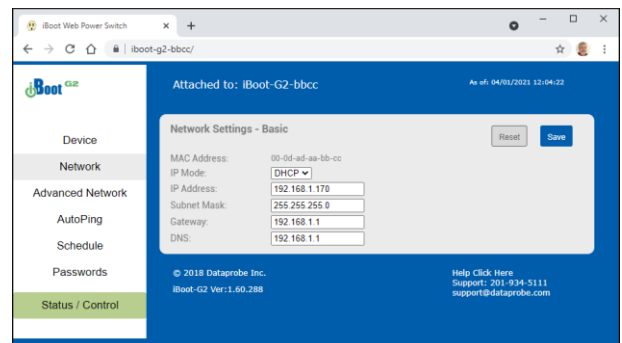 iBoot Web Power Switch
iboot-g2-bbcc/
iBoot G2
Attached to: iBoot-G2-bbcc
As of: 04/01/2021 12:04:22
Device
Network
Advanced Network
AutoPing
Schedule
Passwords
Status / Control
Network Settings - Basic
Reset
Save
MAC Address: 00-0d-ad-aa-bb-cc
IP Mode: DHCP
IP Address: 192.168.1.170
Subnet Mask: 255.255.255.0
Gateway: 192.168.1.1
DNS: 192.168.1.1
© 2018 Dataprobe Inc.
iBoot-G2 Ver:1.60.288
Help Click Here
Support: 201-934-5111
support@dataprobe.com